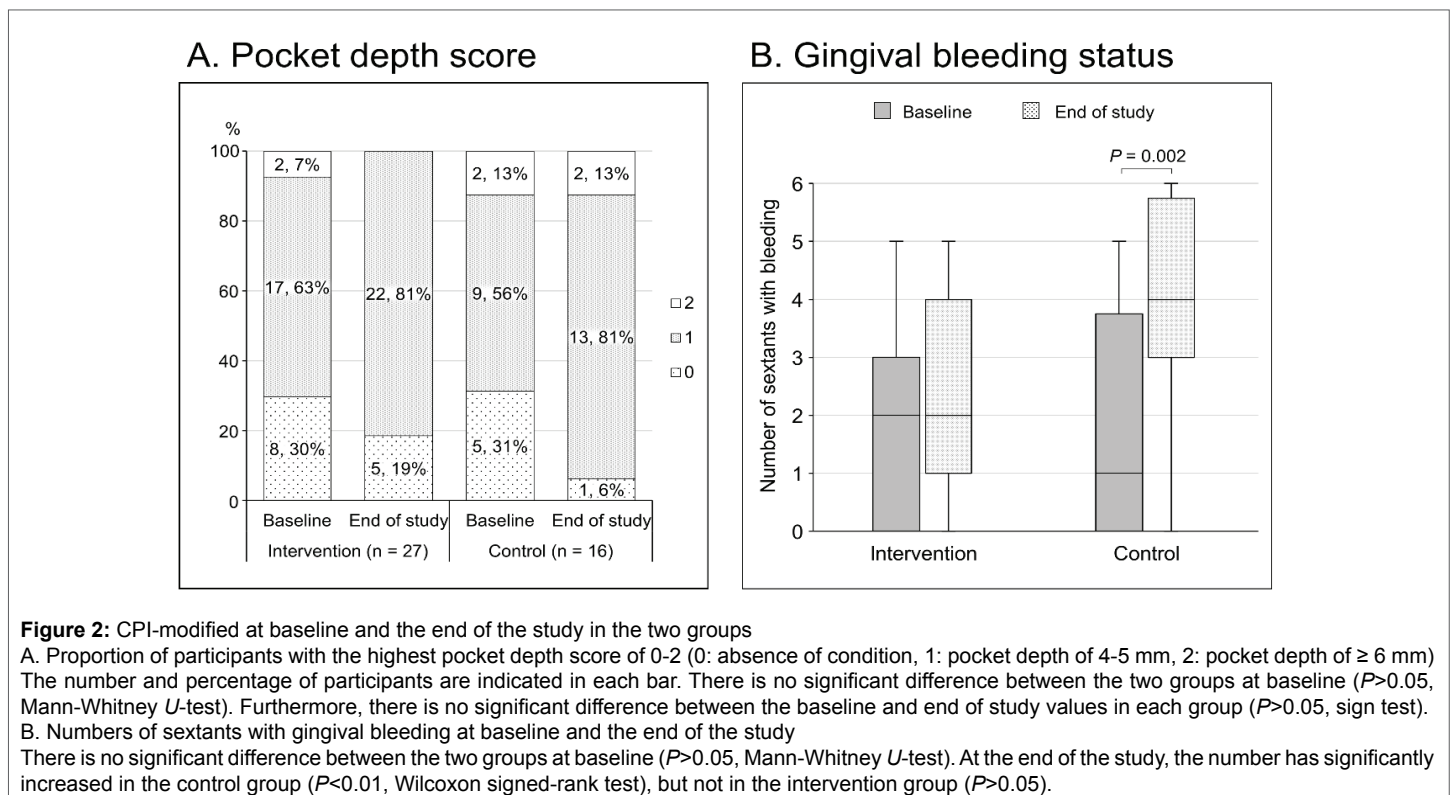 A. Pocket depth score
%
100
80
60
40
20
0
2, 7%
17, 63%
8, 30%
22, 81%
5, 19%
2, 13%
9, 56%
5, 31%
2, 13%
13, 81%
1, 6%
2
1
0
Baseline End of study Baseline End of study
Intervention (n = 27) Control (n = 16)
B. Gingival bleeding status
Baseline End of study
P = 0.002
Number of sextants with bleeding
6
5
4
3
2
1
0
Intervention Control
Figure 2: CPI-modified at baseline and the end of the study in the two groups
A. Proportion of participants with the highest pocket depth score of 0-2 (0: absence of condition, 1: pocket depth of 4-5 mm, 2: pocket depth of ≥ 6 mm)
The number and percentage of participants are indicated in each bar. There is no significant difference between the two groups at baseline (P>0.05,
Mann-Whitney U-test). Furthermore, there is no significant difference between the baseline and end of study values in each group (P>0.05, sign test).
B. Numbers of sextants with gingival bleeding at baseline and the end of the study
There is no significant difference between the two groups at baseline (P>0.05, Mann-Whitney U-test). At the end of the study, the number has significantly
increased in the control group (P<0.01, Wilcoxon signed-rank test), but not in the intervention group (P>0.05).